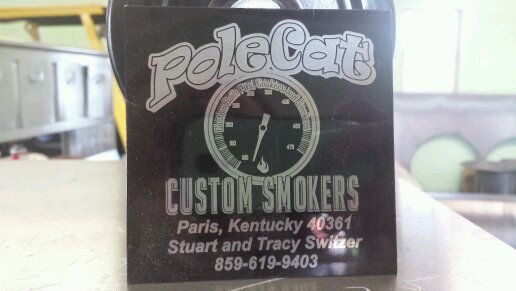 PoleCat
CUSTOM SMOKERS
Paris, Kentucky 40361
Stuart and Tracy Switzer
859-619-9403